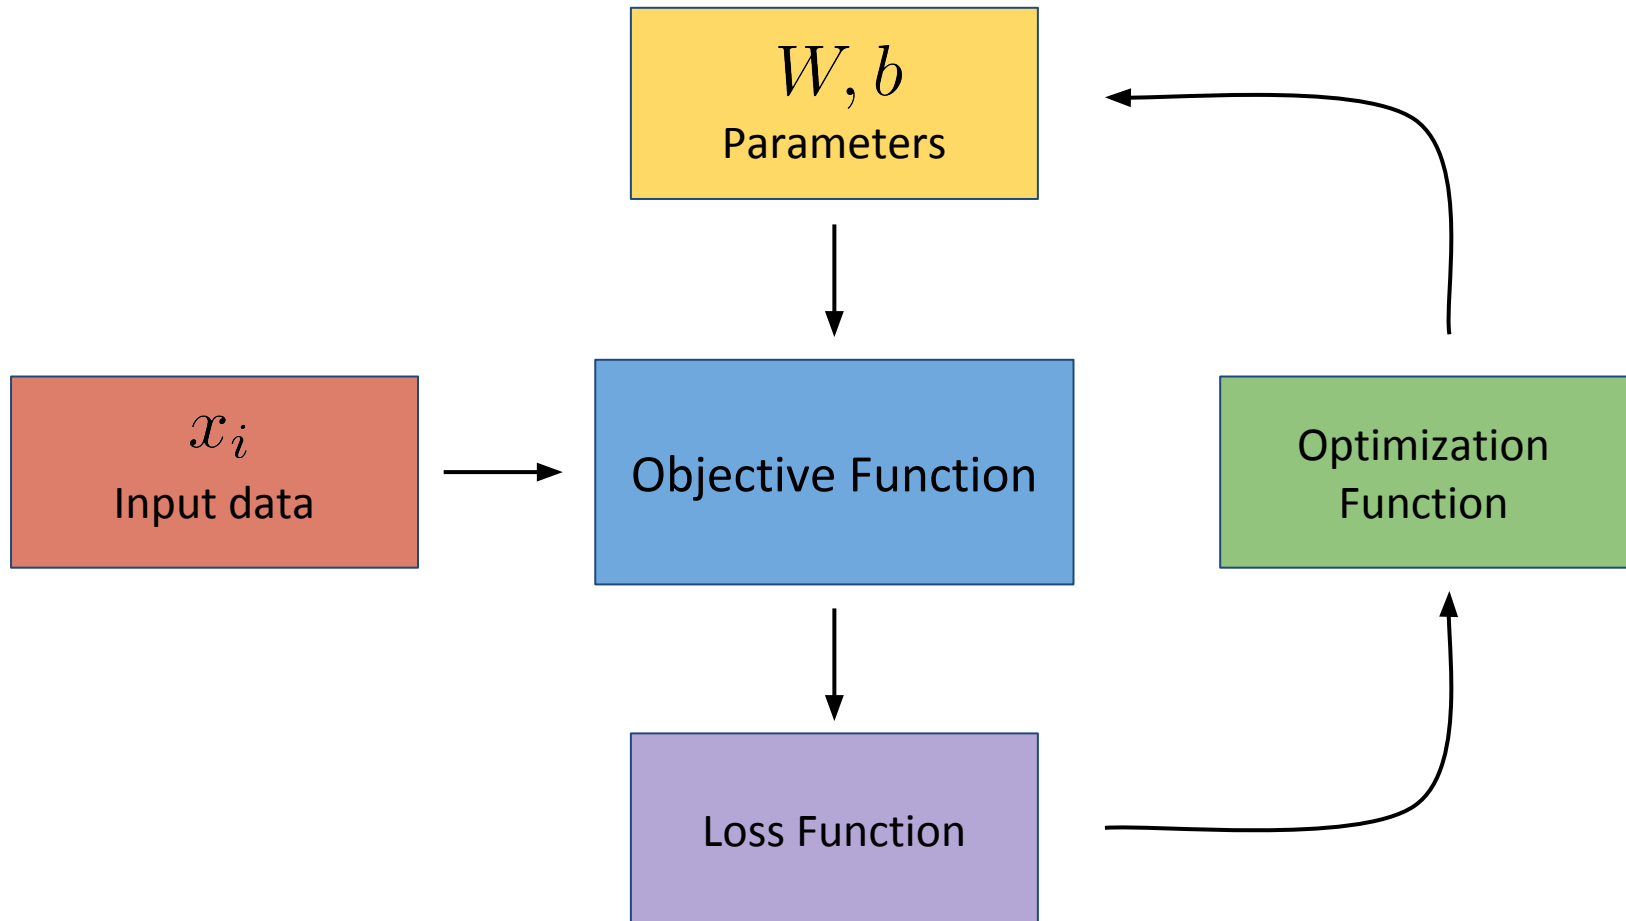 W, b
Parameters
x_i
Input data
Objective Function
Optimization
Function
Loss Function